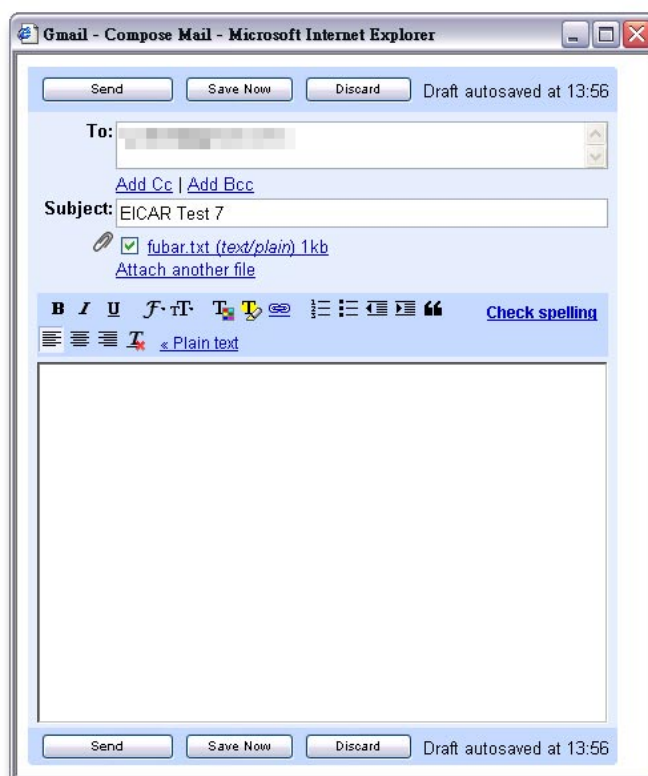 Gmail - Compose Mail - Microsoft Internet Explorer
Send Save Now Discard Draft autosaved at 13:56
To:
Add Cc | Add Bcc
Subject: EICAR Test 7
fubar.txt (text/plain) 1kb
Attach another file
B I U F TT T T Check spelling
T « Plain text
Send Save Now Discard Draft autosaved at 13:56